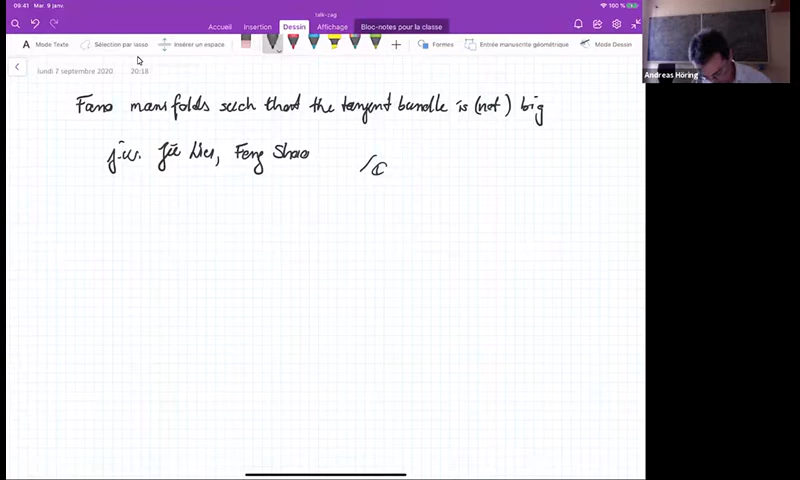 09:41 Mar. 9 janv.
100 %
talk-zag
Accueil Insertion Dessin Affichage Bloc-notes pour la classe
A Mode Texte Sélection par lasso Insérer un espace Formes Entrée manuscrite géométrique Mode Dessin
lundi 7 septembre 2020 20:18
Andreas Höring
Fano manifolds such that the tangent bundle is (not) big
j.w. Jie Liu, Feng Shao /ℂ